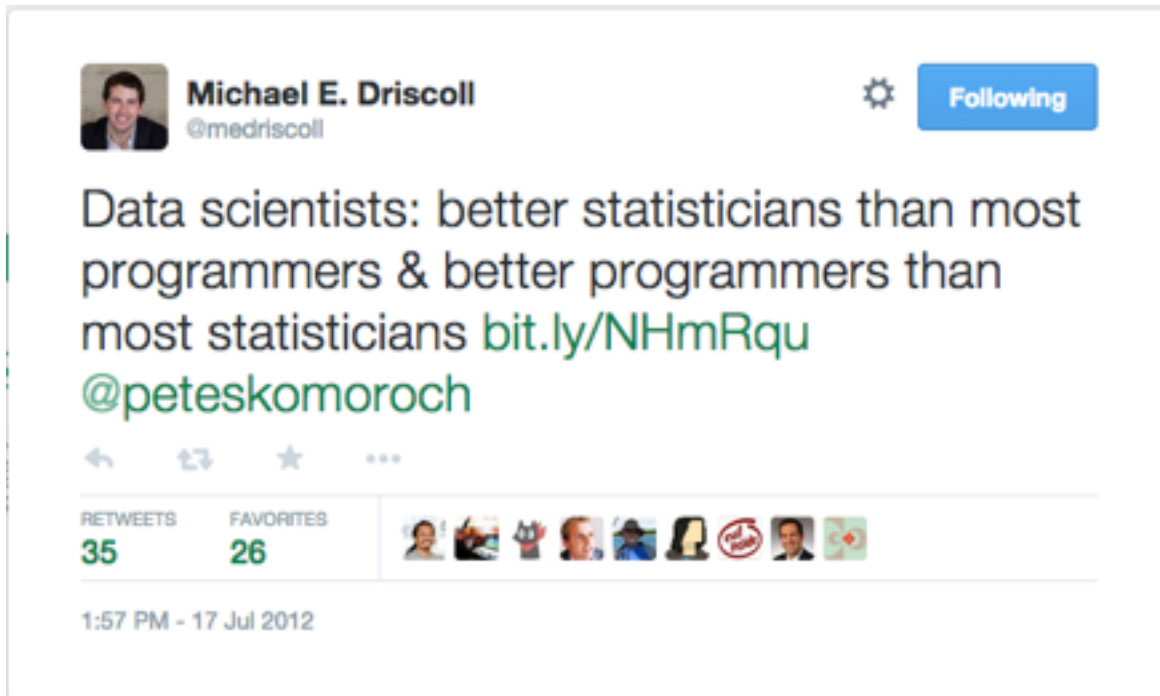 Michael E. Driscoll
@medriscoll
Following
Data scientists: better statisticians than most
programmers & better programmers than
most statisticians bit.ly/NHmRqu
@peteskomoroch
RETWEETS FAVORITES
35 26
1:57 PM - 17 Jul 2012